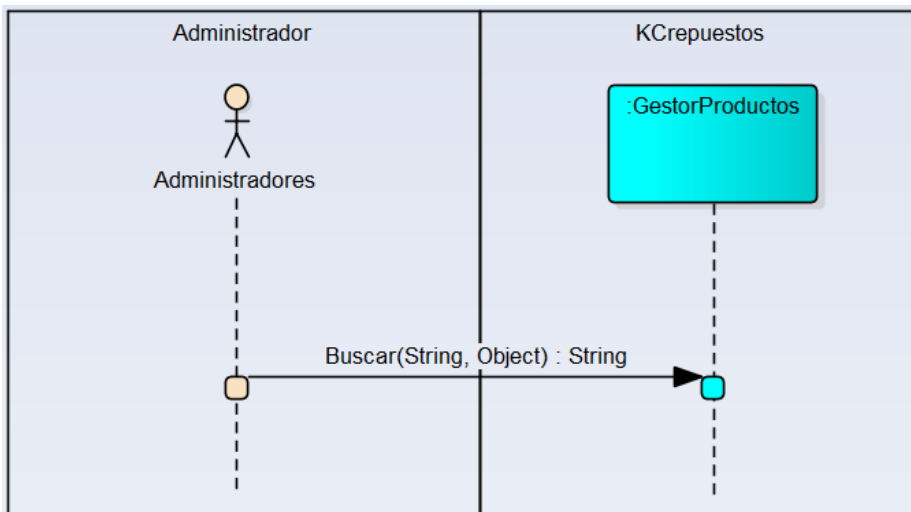 Administrador
KCrepuestos
:GestorProductos
Administradores
Buscar(String, Object) : String